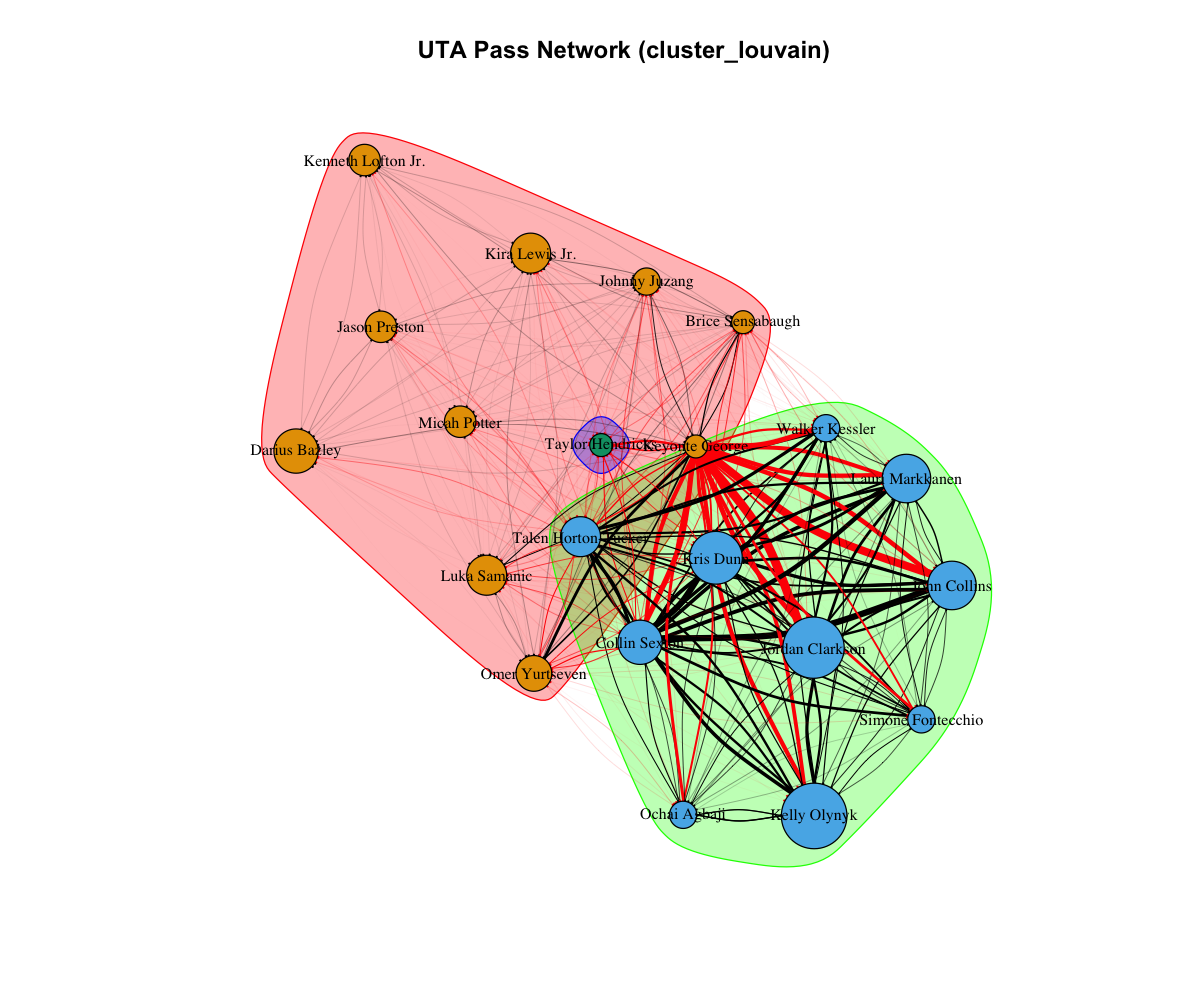 UTA Pass Network (cluster_louvain)
Kenneth Lofton Jr.
Kira Lewis Jr.
Johnny Juzang
Brice Sensabaugh
Jason Preston
Micah Potter
Walker Kessler
Taylor Hendricks
Keyonte George
Darius Bazley
Lauri Markkanen
Talen Horton-Tucker
Kris Dunn
Luka Samanic
John Collins
Collin Sexton
Jordan Clarkson
Omer Yurtseven
Simone Fontecchio
Ochai Agbaji
Kelly Olynyk